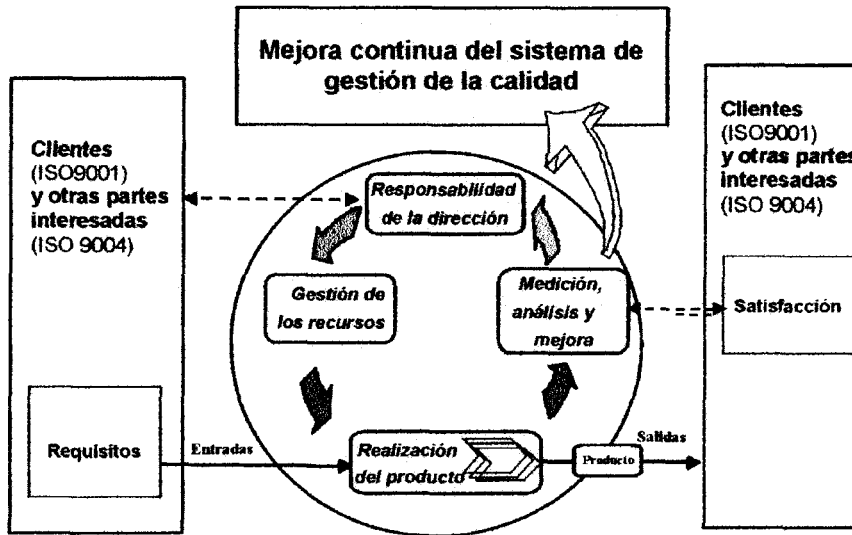 Mejora continua del sistema de
gestión de la calidad
Clientes
(ISO9001)
y otras partes
interesadas
(ISO 9004)
Requisitos
Entradas
Responsabilidad
de la dirección
Gestión de
los recursos
Medición,
análisis y
mejora
Realización
del producto
Producto
Salidas
Clientes
(ISO9001)
y otras partes
interesadas
(ISO 9004)
Satisfacción